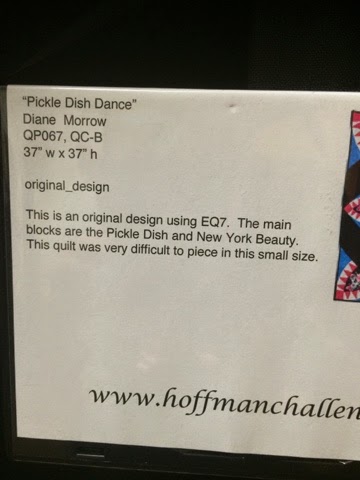 "Pickle Dish Dance"
Diane Morrow
QP067, QC-B
37" w x 37" h
original_design
This is an original design using EQ7. The main
blocks are the Pickle Dish and New York Beauty.
This quilt was very difficult to piece in this small size.
www.hoffmanchallen